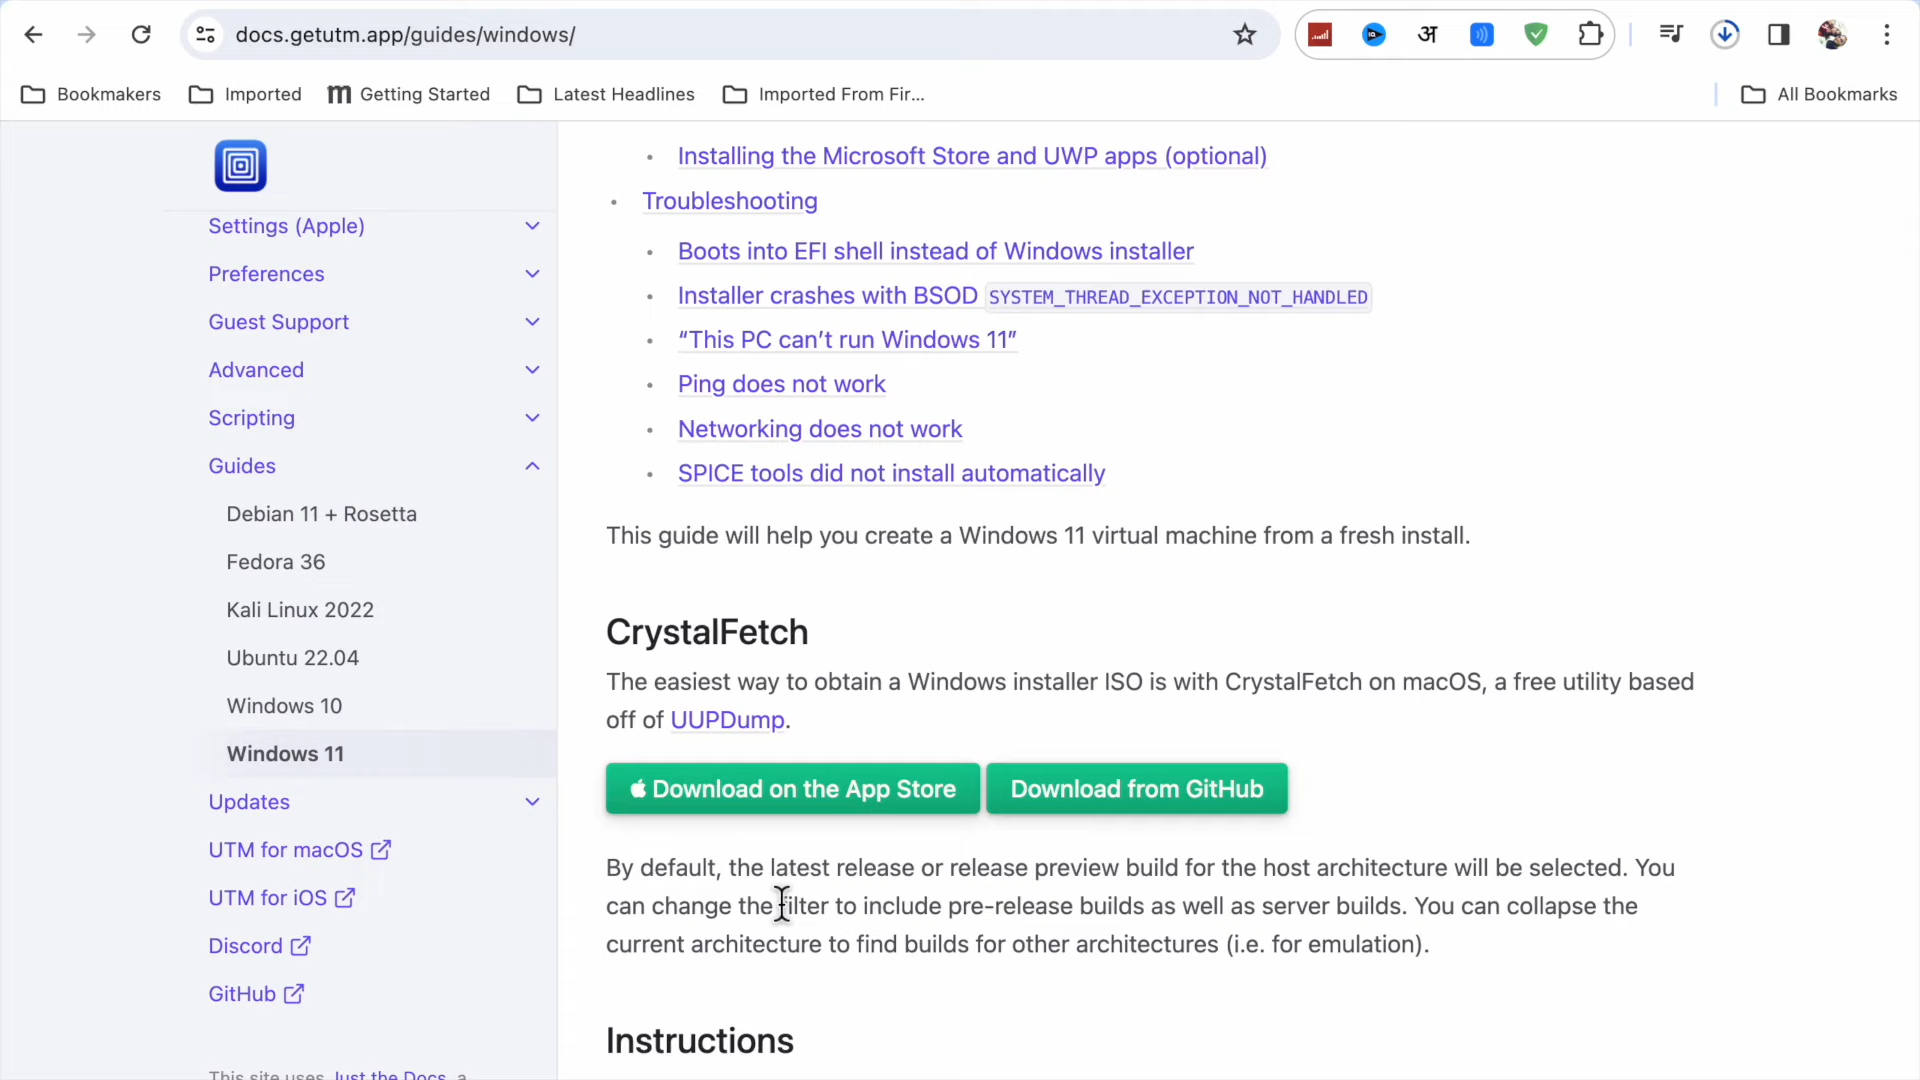 docs.getutm.app/guides/windows/
अ
Bookmarkers
Imported
Getting Started
Latest Headlines
Imported From Fir...
All Bookmarks
Settings (Apple)
Preferences
Guest Support
Advanced
Scripting
Guides
Debian 11 + Rosetta
Fedora 36
Kali Linux 2022
Ubuntu 22.04
Windows 10
Windows 11
Updates
UTM for macOS
UTM for iOS
Discord
GitHub
This site uses Just the Docs, a
Installing the Microsoft Store and UWP apps (optional)
Troubleshooting
Boots into EFI shell instead of Windows installer
Installer crashes with BSOD SYSTEM_THREAD_EXCEPTION_NOT_HANDLED
“This PC can’t run Windows 11”
Ping does not work
Networking does not work
SPICE tools did not install automatically
This guide will help you create a Windows 11 virtual machine from a fresh install.
CrystalFetch
The easiest way to obtain a Windows installer ISO is with CrystalFetch on macOS, a free utility based
off of UUPDump.
Download on the App Store
Download from GitHub
By default, the latest release or release preview build for the host architecture will be selected. You
can change the filter to include pre-release builds as well as server builds. You can collapse the
current architecture to find builds for other architectures (i.e. for emulation).
Instructions